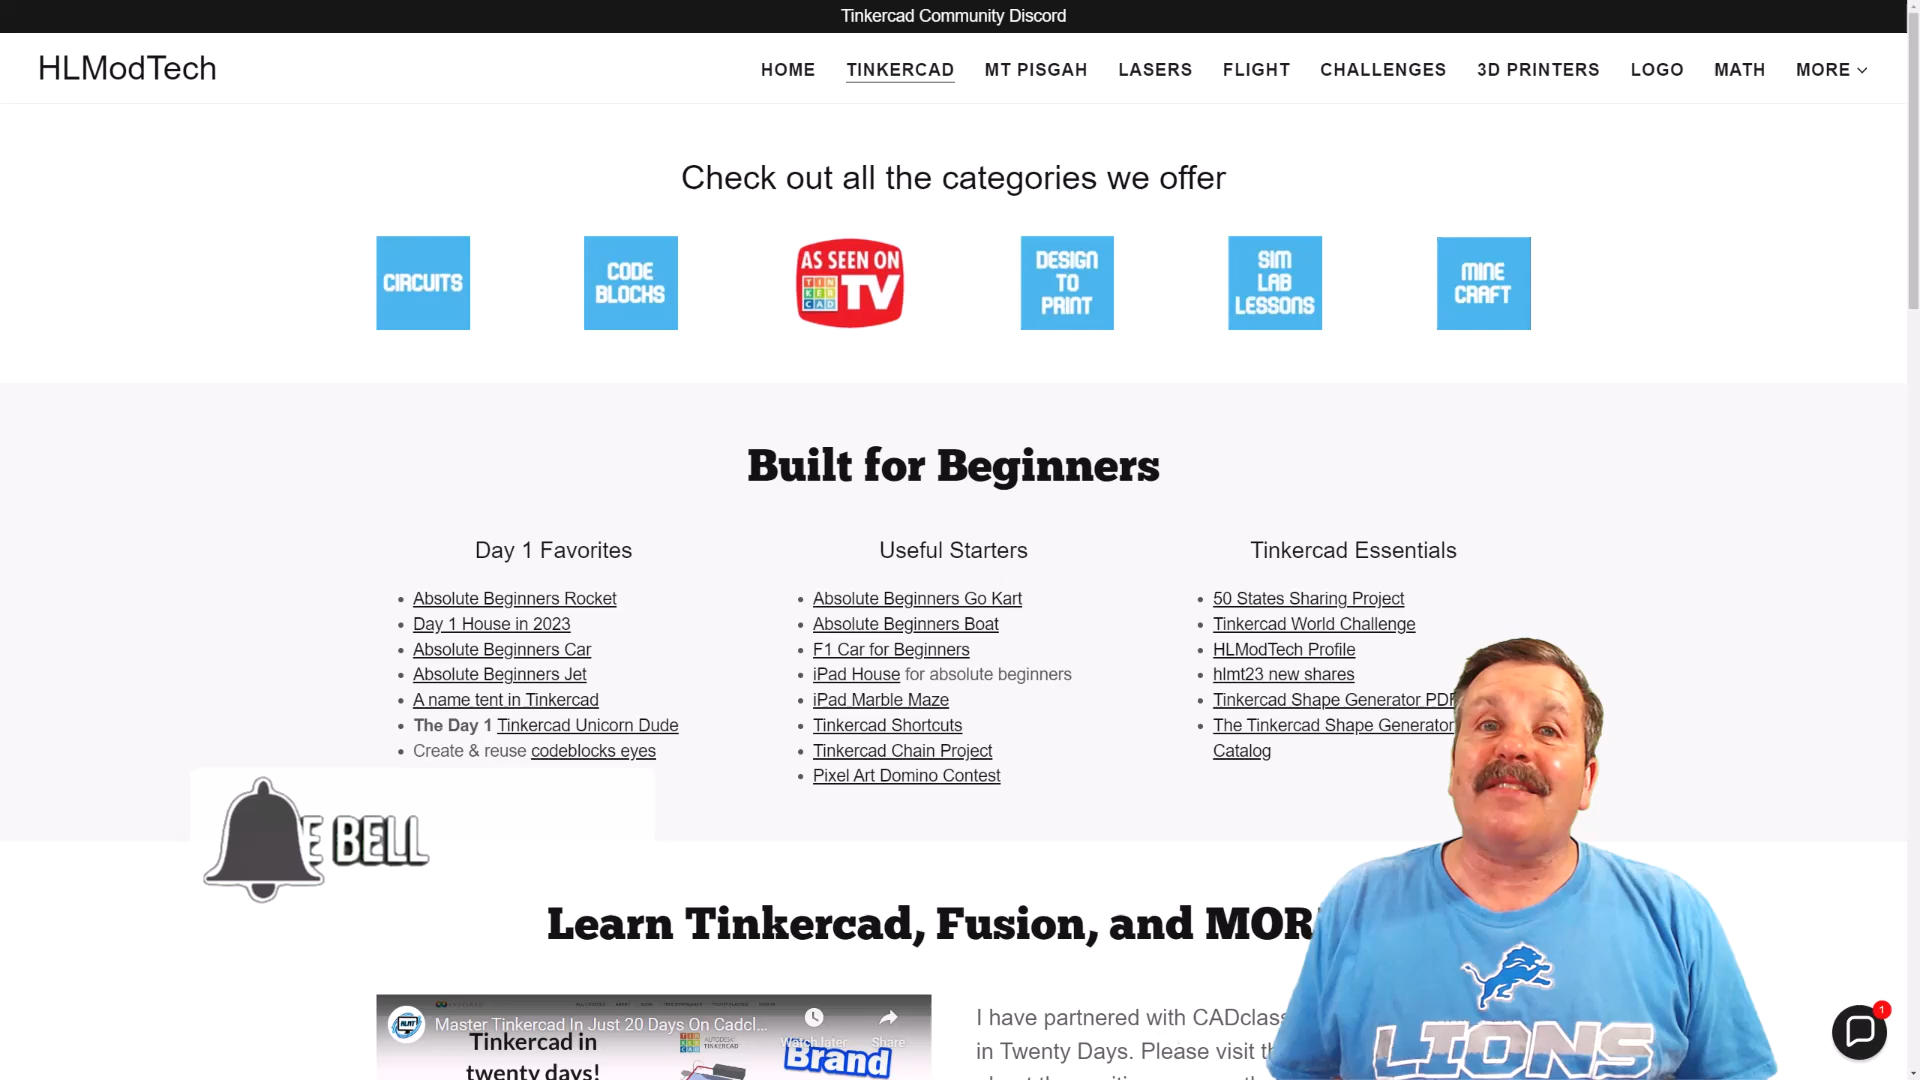 Tinkercad Community Discord
HLModTech
HOME TINKERCAD MT PISGAH LASERS FLIGHT CHALLENGES 3D PRINTERS LOGO MATH MORE
Check out all the categories we offer
CIRCUITS
CODE
BLOCKS
AS SEEN ON
TIN
KER
CAD
TV
DESIGN
TO
PRINT
SIM
LAB
LESSONS
MINE
CRAFT
Built for Beginners
Day 1 Favorites
Absolute Beginners Rocket
Day 1 House in 2023
Absolute Beginners Car
Absolute Beginners Jet
A name tent in Tinkercad
The Day 1 Tinkercad Unicorn Dude
Create & reuse codeblocks eyes
Useful Starters
Absolute Beginners Go Kart
Absolute Beginners Boat
F1 Car for Beginners
iPad House for absolute beginners
iPad Marble Maze
Tinkercad Shortcuts
Tinkercad Chain Project
Pixel Art Domino Contest
Tinkercad Essentials
50 States Sharing Project
Tinkercad World Challenge
HLModTech Profile
hlmt23 new shares
Tinkercad Shape Generator PDF
The Tinkercad Shape Generator
Catalog
E BELL
Learn Tinkercad, Fusion, and MOR
HLMT
Master Tinkercad In Just 20 Days On Cadcl...
Watch later
Share
Tinkercad in
twenty days!
AUTODESK
TINKERCAD
Brand
I have partnered with CADclass
in Twenty Days. Please visit th
LIONS
1